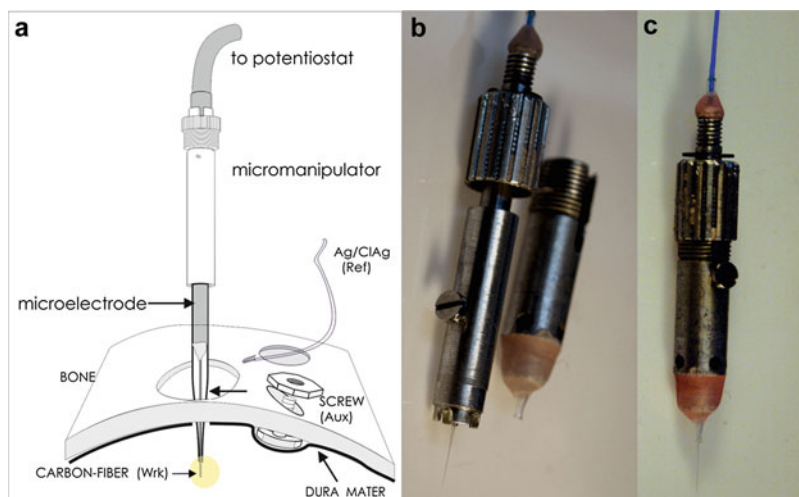 a
to potentiostat
micromanipulator
Ag/ClAg
(Ref)
microelectrode
BONE
SCREW
(Aux)
CARBON-FIBER (Wrk)
DURA MATER
b
c